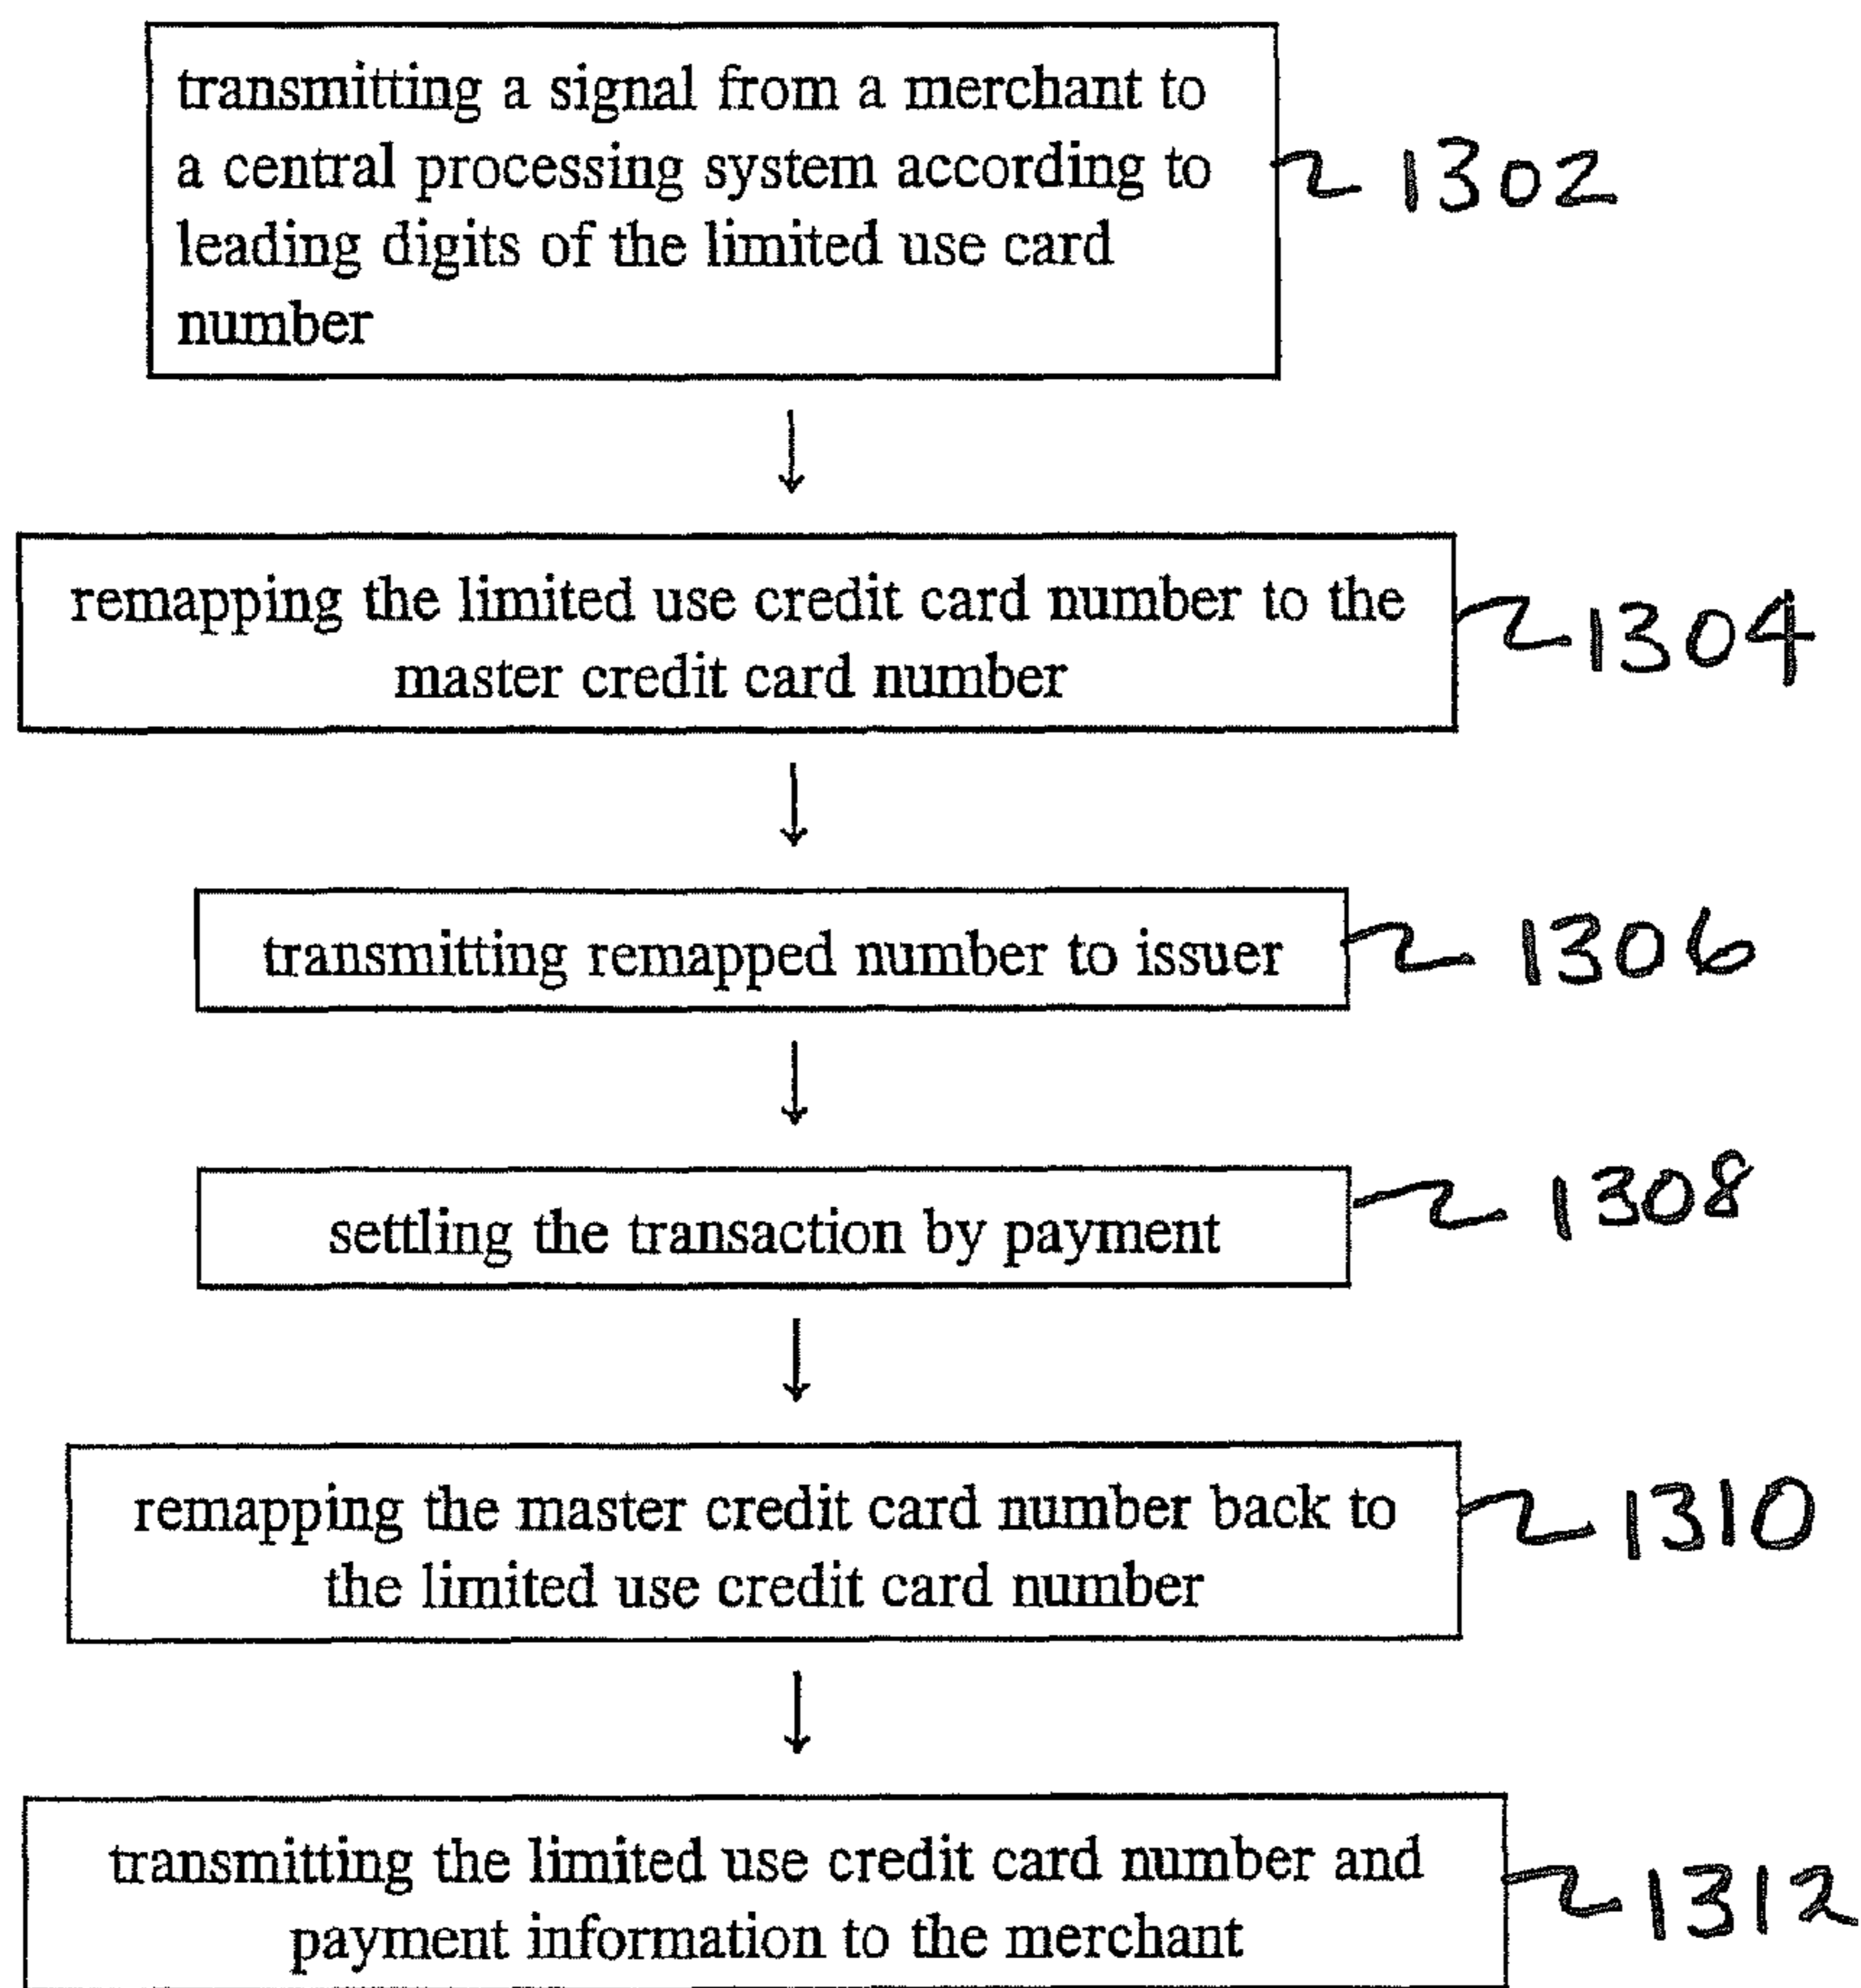 transmitting a signal from a merchant to
a central processing system according to
leading digits of the limited use card
number
1302
remapping the limited use credit card number to the
master credit card number
1304
transmitting remapped number to issuer
1306
settling the transaction by payment
1308
remapping the master credit card number back to
the limited use credit card number
1310
transmitting the limited use credit card number and
payment information to the merchant
1312